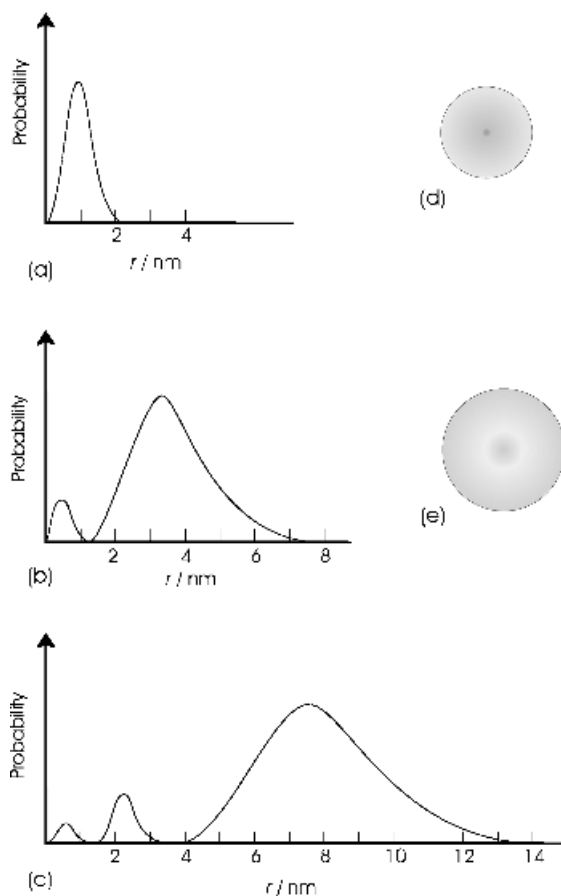 Probability
2 4
r / nm
(a)
(d)
Probability
2 4 6 8
r / nm
(b)
(e)
Probability
2 4 6 8 10 12 14
r / nm
(c)